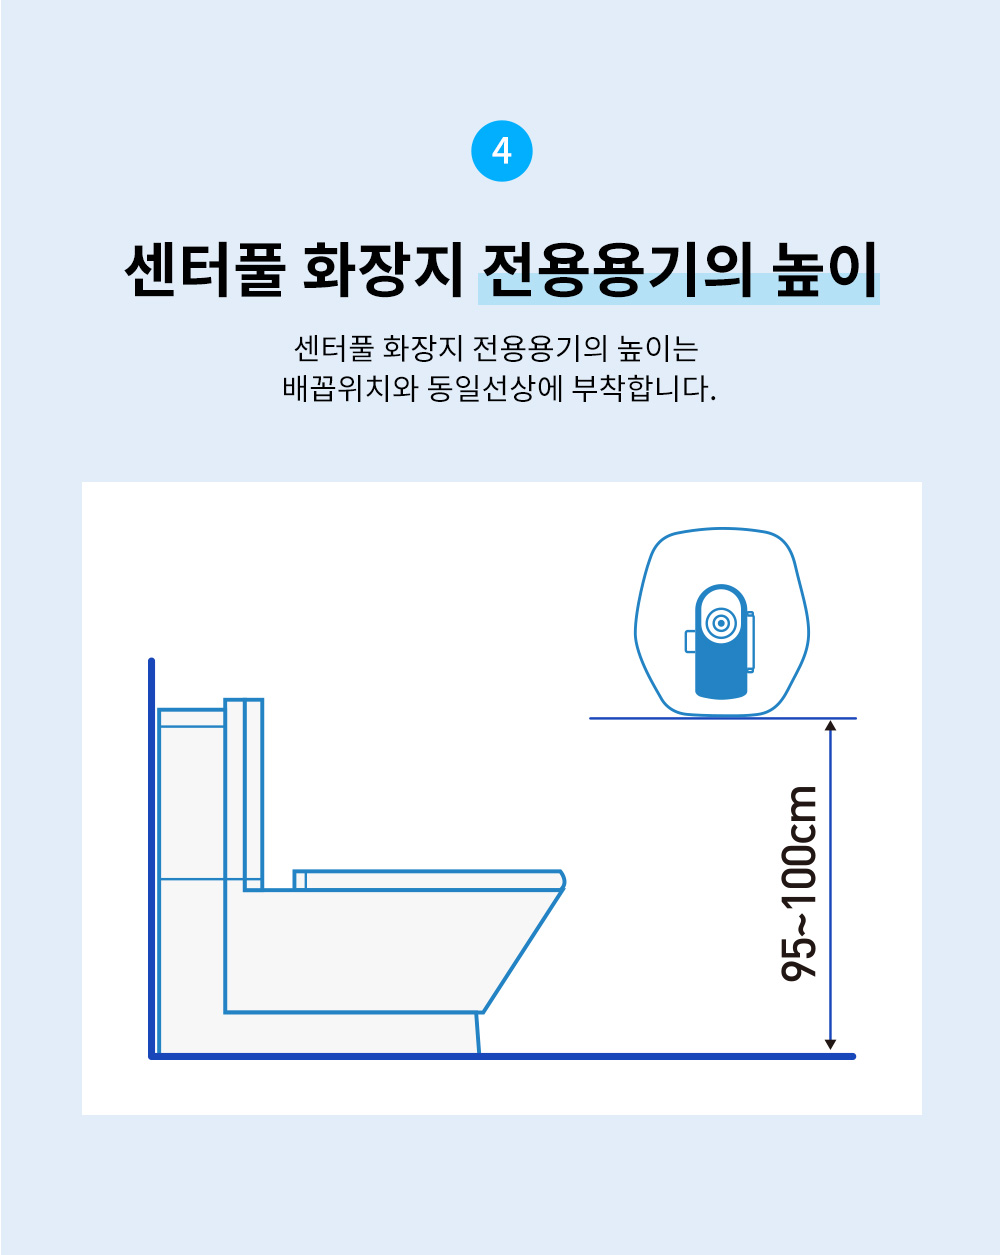 4
센터풀 화장지 전용용기의 높이
센터풀 화장지 전용용기의 높이는
배꼽위치와 동일선상에 부착합니다.
95~100cm